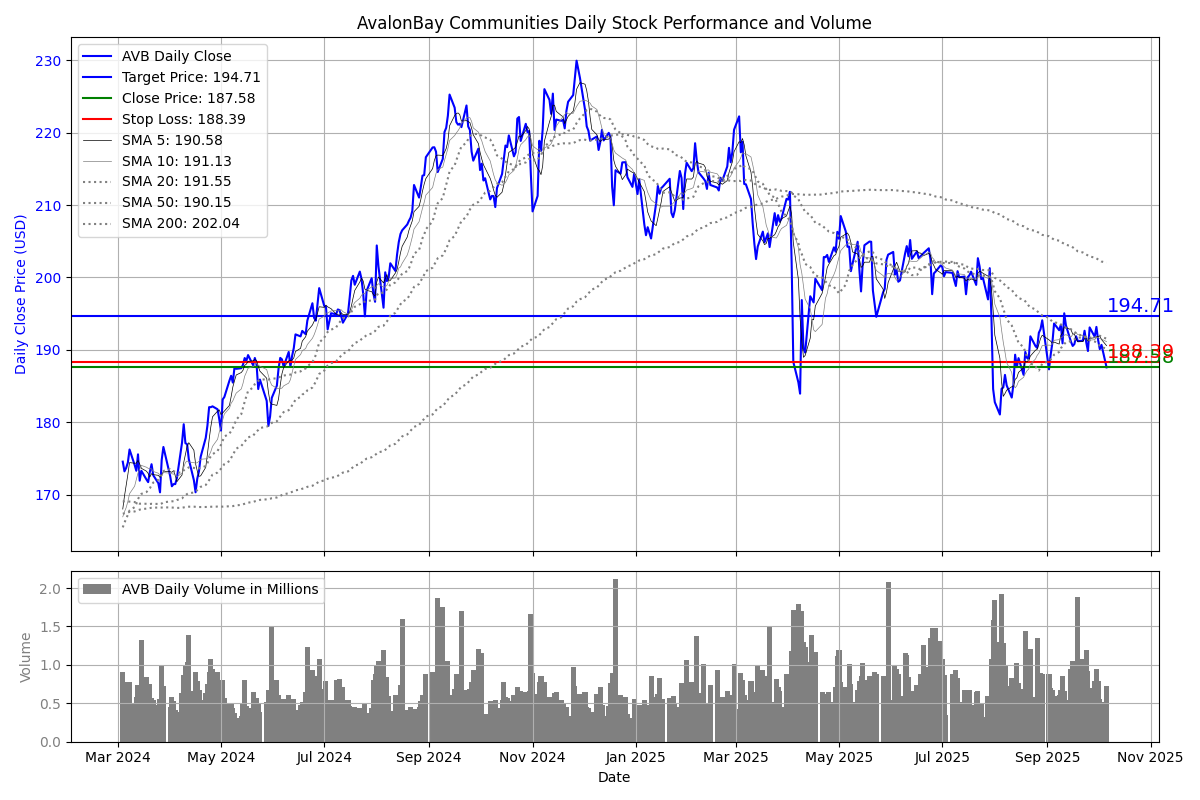 AvalonBay Communities Daily Stock Performance and Volume
Daily Close Price (USD)
230
220
210
200
190
180
170
AVB Daily Close
Target Price: 194.71
Close Price: 187.58
Stop Loss: 188.39
SMA 5: 190.58
SMA 10: 191.13
SMA 20: 191.55
SMA 50: 190.15
SMA 200: 202.04
194.71
188.39
187.58
Volume
2.0
1.5
1.0
0.5
0.0
AVB Daily Volume in Millions
Mar 2024
May 2024
Jul 2024
Sep 2024
Nov 2024
Jan 2025
Mar 2025
May 2025
Jul 2025
Sep 2025
Nov 2025
Date